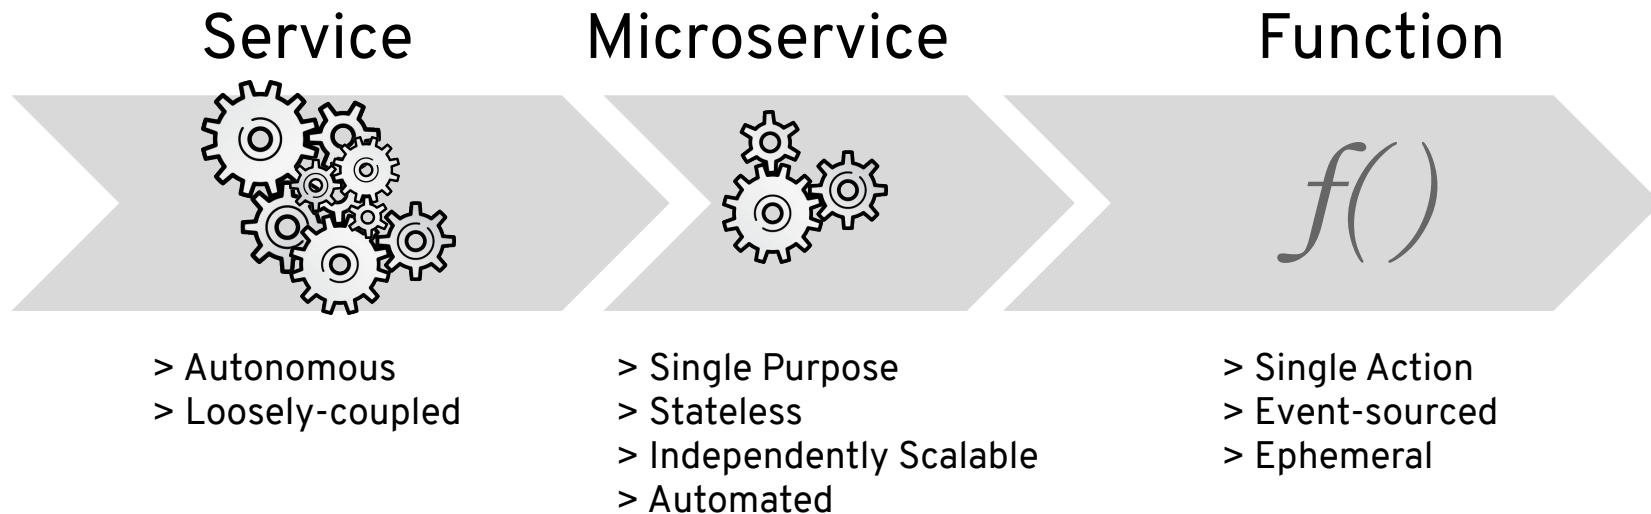 Service
Microservice
Function
f()
> Autonomous
> Loosely-coupled
> Single Purpose
> Stateless
> Independently Scalable
> Automated
> Single Action
> Event-sourced
> Ephemeral